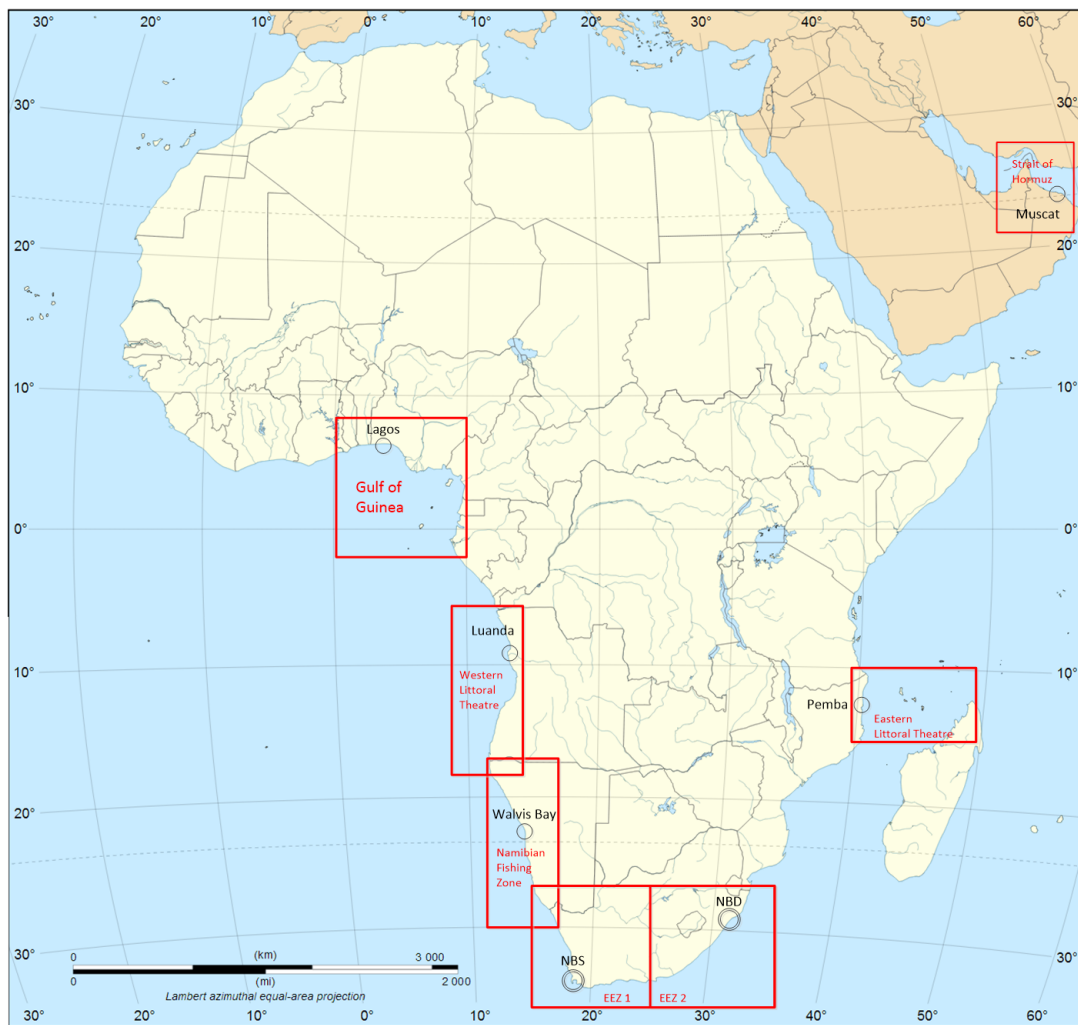 30° 20° 10° 0° 10° 20° 30° 40° 50° 60°
30° 30°
Strait of
Hormuz
Muscat
20° 20°
10° 10°
Lagos
Gulf of
Guinea
0° 0°
Luanda
Western
Littoral
Theatre
10° 10°
Pemba
Eastern
Littoral Theatre
20° 20°
Walvis Bay
Namibian
Fishing
Zone
NBD
NBS
EEZ 1 EEZ 2
30° 30°
0 (km) 3 000
0 (mi) 2 000
Lambert azimuthal equal-area projection
30° 20° 10° 0° 10° 20° 30° 40° 50° 60°